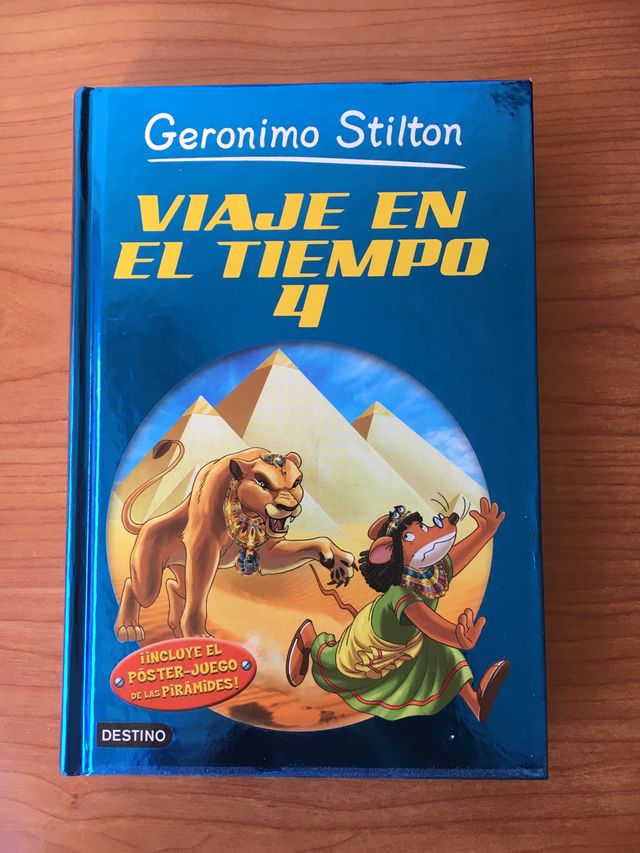 Geronimo Stilton
VIAJE EN
EL TIEMPO
4
¡INCLUYE EL
PÓSTER-JUEGO
DE LAS PIRÁMIDES!
DESTINO